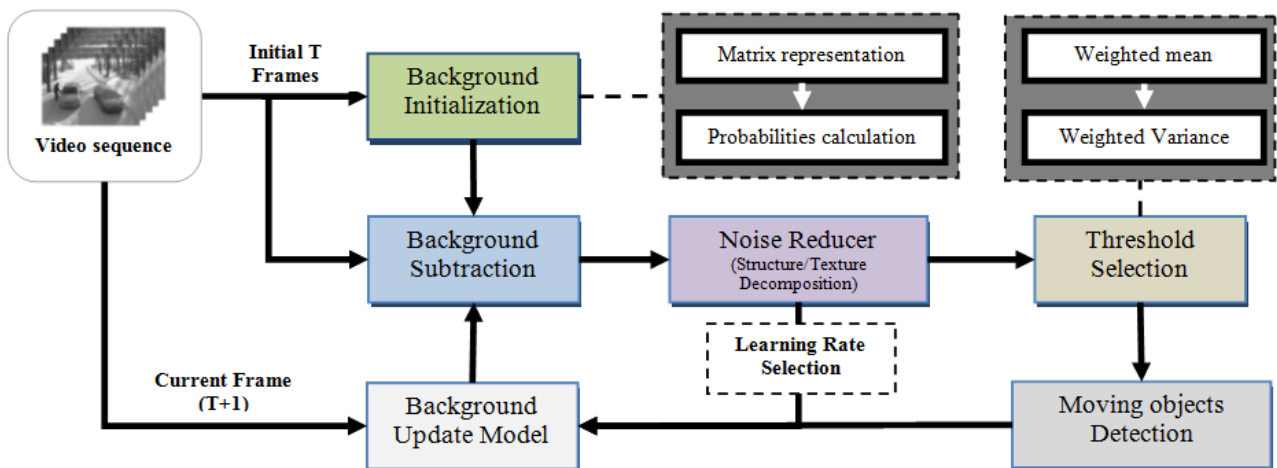 Video sequence
Initial T
Frames
Background
Initialization
Matrix representation
Probabilities calculation
Weighted mean
Weighted Variance
Background
Subtraction
Noise Reducer
(Structure/Texture
Decomposition)
Threshold
Selection
Learning Rate
Selection
Current Frame
(T+1)
Background
Update Model
Moving objects
Detection